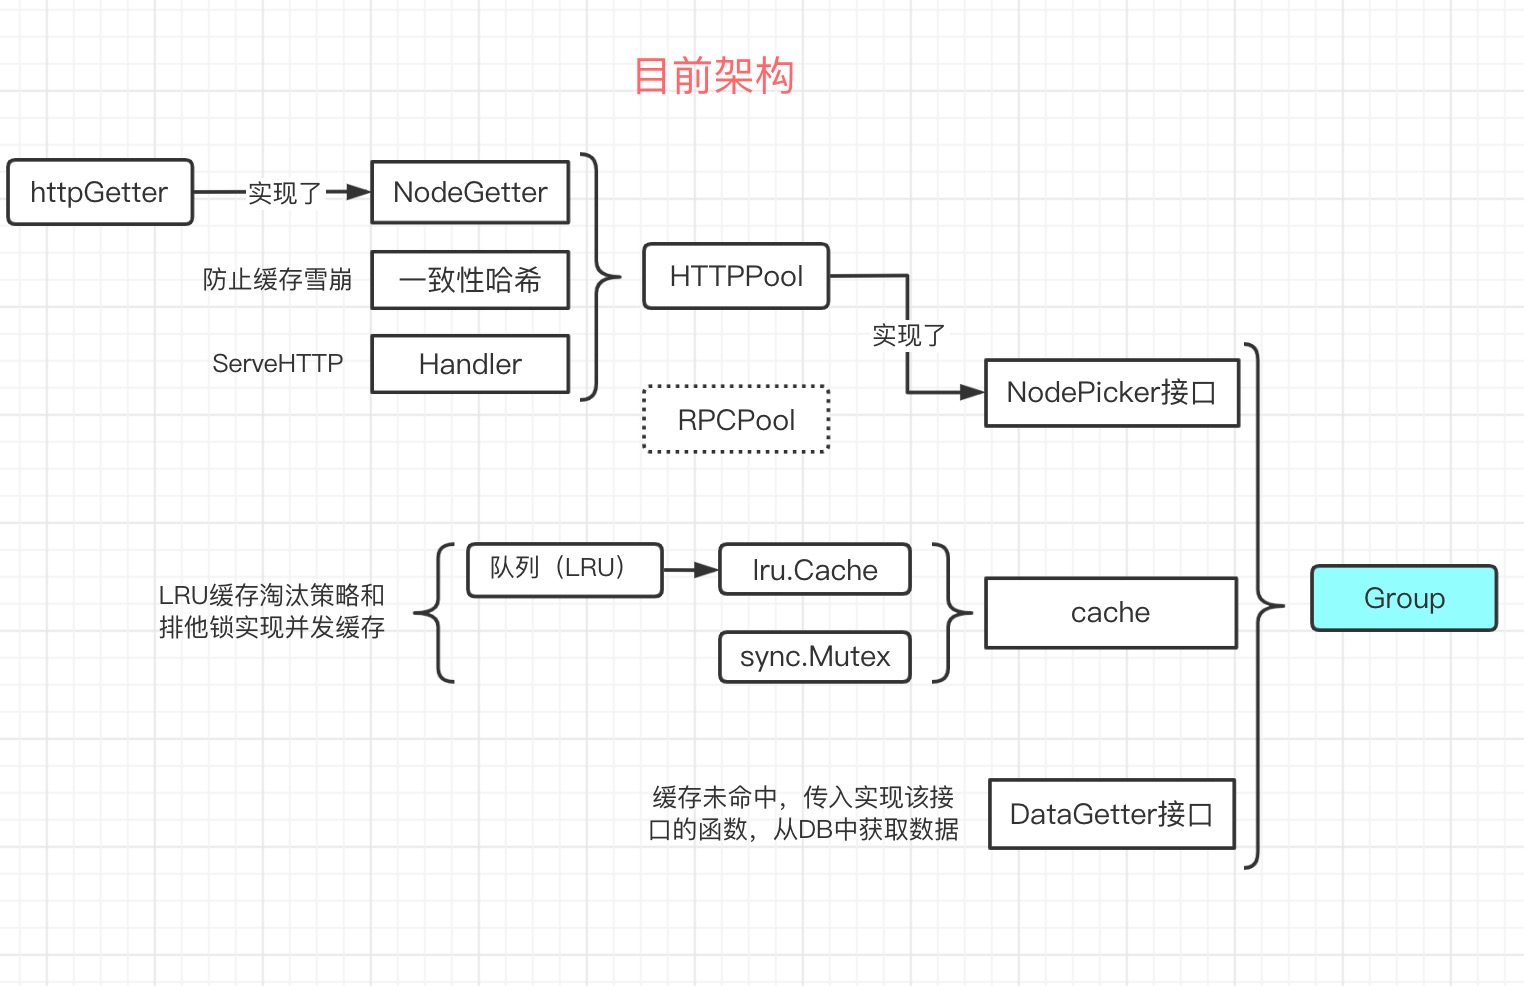 目前架构
httpGetter
实现了
NodeGetter
防止缓存雪崩
一致性哈希
ServeHTTP
Handler
HTTPPool
RPCPool
实现了
NodePicker接口
LRU缓存淘汰策略和
排他锁实现并发缓存
队列（LRU）
lru.Cache
sync.Mutex
cache
缓存未命中，传入实现该接
口的函数，从DB中获取数据
DataGetter接口
Group